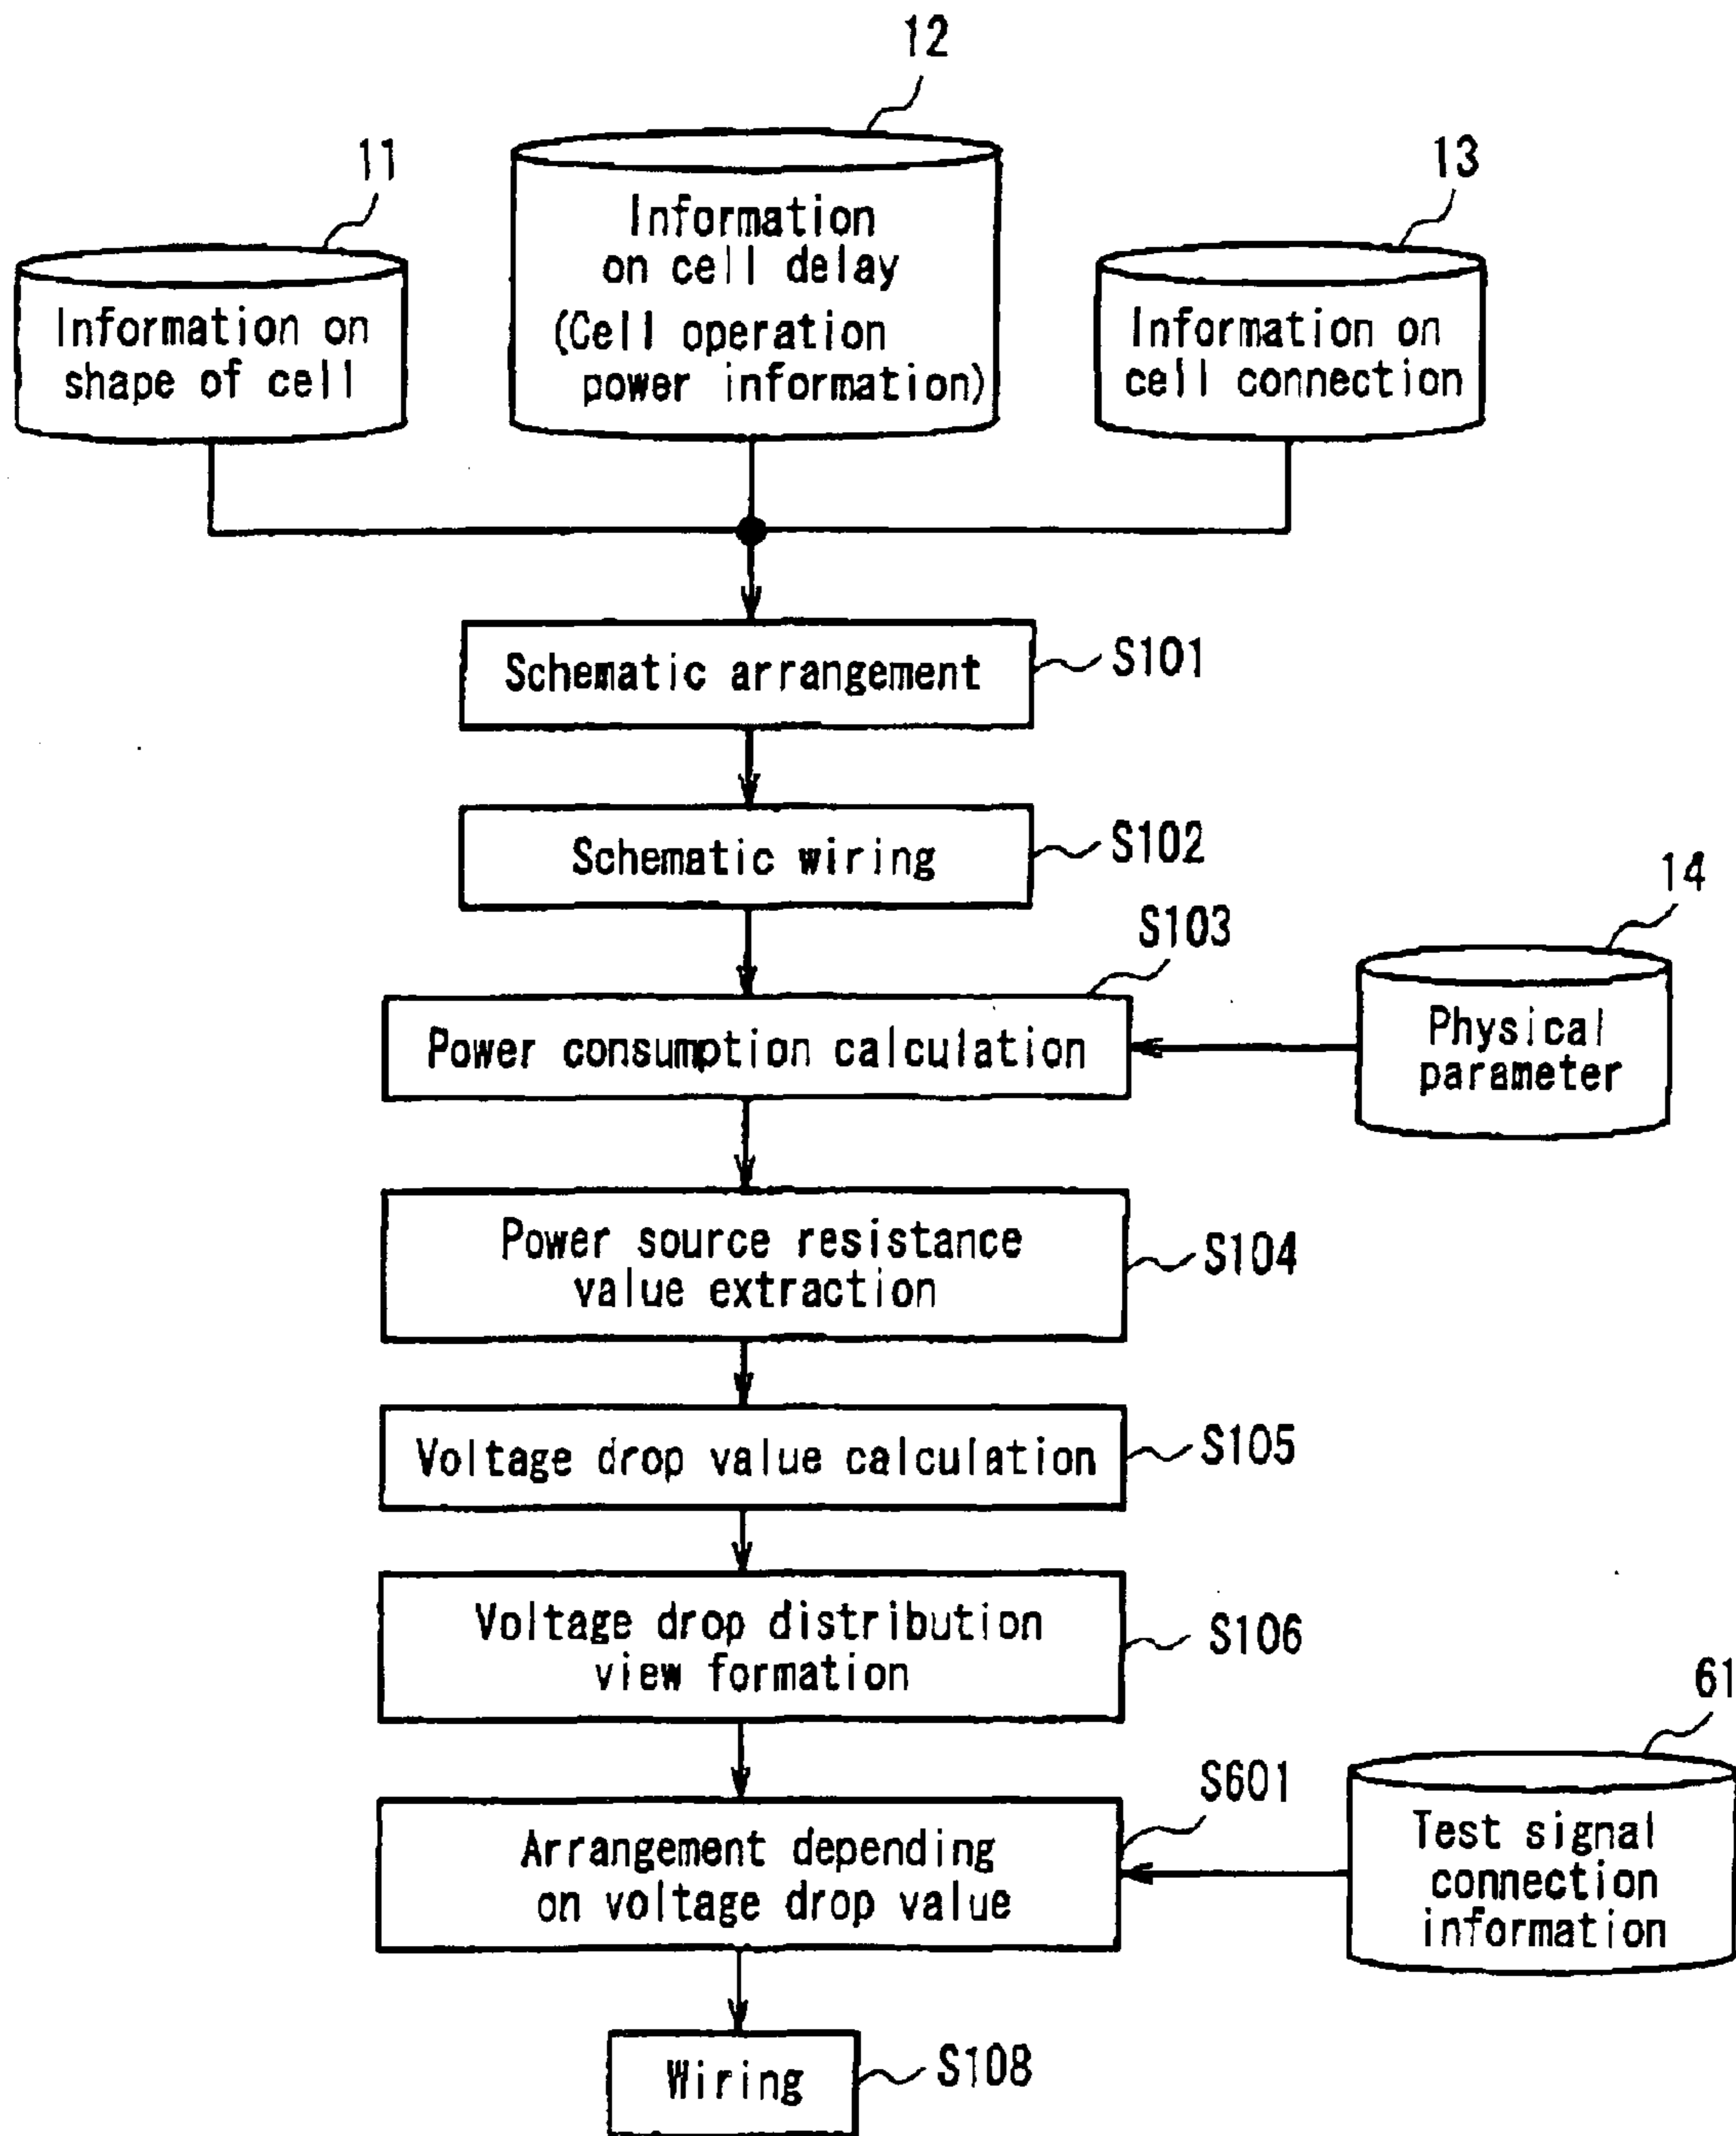 12
11
13
Information
on cell delay
(Cell operation
power information)
Information on
shape of cell
Information on
cell connection
Schematic arrangement
S101
Schematic wiring
S102
14
S103
Power consumption calculation
Physical
parameter
Power source resistance
value extraction
S104
Voltage drop value calculation
S105
Voltage drop distribution
view formation
S106
61
S601
Arrangement depending
on voltage drop value
Test signal
connection
information
Wiring
S108